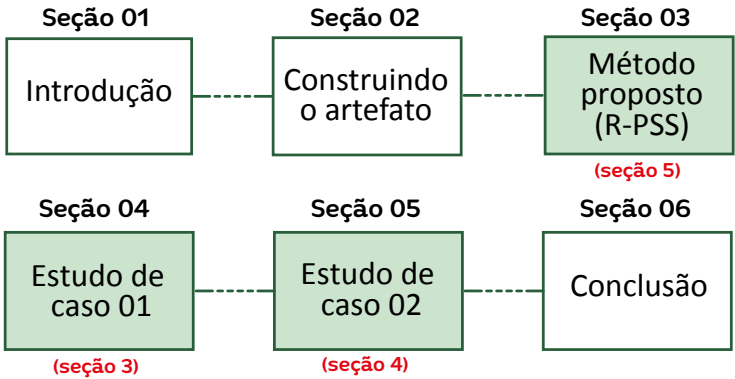 Seção 01
Seção 02
Seção 03
Introdução
Construindo
o artefato
Método
proposto
(R-PSS)
(seção 5)
Seção 04
Seção 05
Seção 06
Estudo de
caso 01
Estudo de
caso 02
Conclusão
(seção 3)
(seção 4)